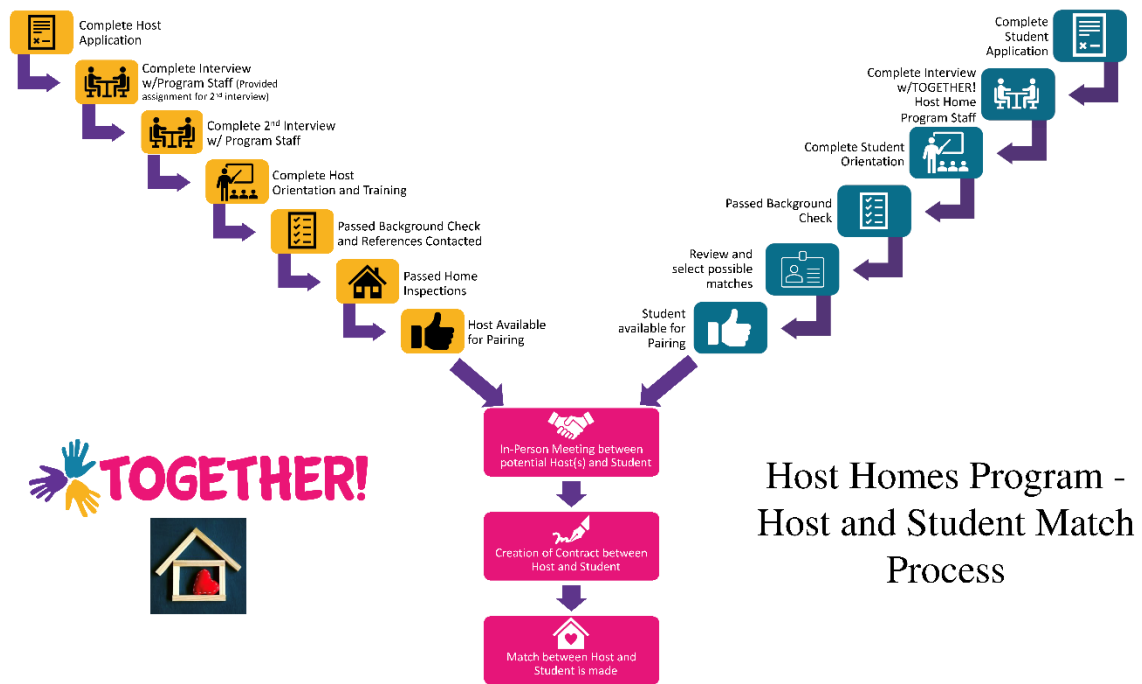 Complete Host
Application
Complete Interview
w/Program Staff (Provided
assignment for 2nd interview)
Complete 2nd Interview
w/ Program Staff
Complete Host
Orientation and Training
Passed Background Check
and References Contacted
Passed Home
Inspections
Host Available
for Pairing
Complete
Student
Application
Complete Interview
w/TOGETHER!
Host Home
Program Staff
Complete Student
Orientation
Passed Background
Check
Review and
select possible
matches
Student
available for
Pairing
In-Person Meeting between
potential Host(s) and Student
Creation of Contract between
Host and Student
Match between Host and
Student is made
TOGETHER!
Host Homes Program -
Host and Student Match
Process